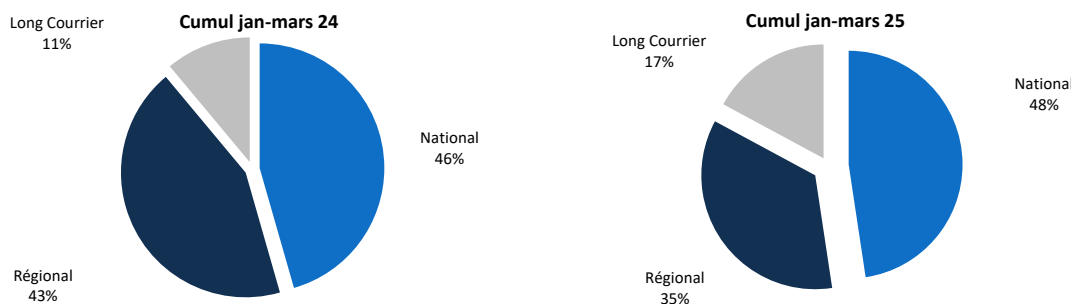 Cumul jan-mars 24
Long Courrier
11%
National
46%
Régional
43%
Cumul jan-mars 25
Long Courrier
17%
National
48%
Régional
35%